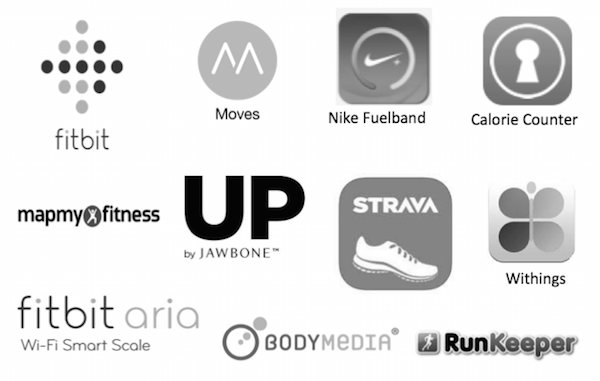 fitbit
Moves
Nike Fuelband
Calorie Counter
mapmyfitness
UP
by JAWBONE™
STRAVA
Withings
fitbit aria
Wi-Fi Smart Scale
BODYMEDIA®
RunKeeper